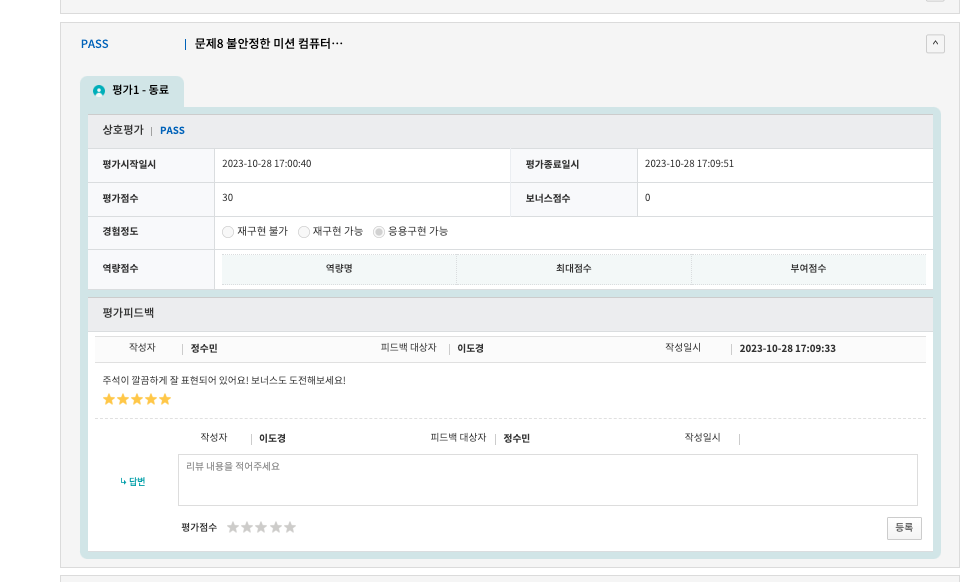 PASS | 문제8 불안정한 미션 컴퓨터···
평가1 - 동료
상호평가 | PASS
평가시작일시 2023-10-28 17:00:40 평가종료일시 2023-10-28 17:09:51
평가점수 30 보너스점수 0
경험정도 재구현 불가 재구현 가능 응용구현 가능
역량점수 역량명 최대점수 부여점수
평가피드백
작성자 | 정수민 피드백 대상자 | 이도경 작성일시 | 2023-10-28 17:09:33
주석이 깔끔하게 잘 표현되어 있어요! 보너스도 도전해보세요!
작성자 | 이도경 피드백 대상자 | 정수민 작성일시 |
↳ 답변 리뷰 내용을 적어주세요
평가점수 등록